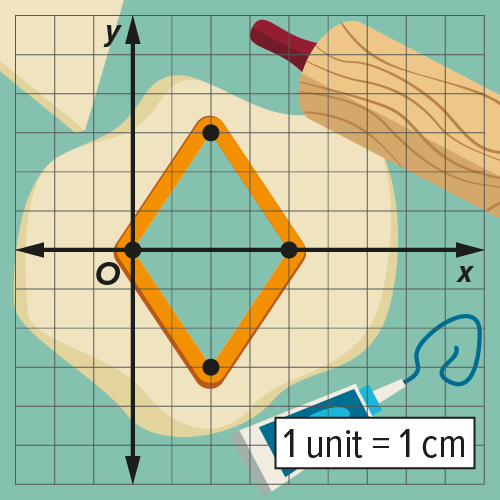 y
O
x
1 unit = 1 cm